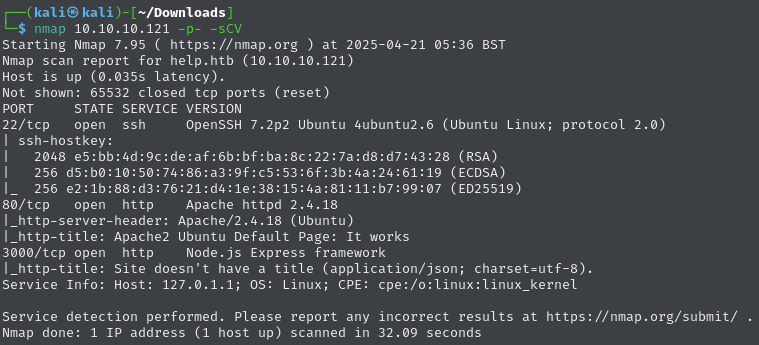 ┌──(kali㉿kali)-[~/Downloads]
└─$ nmap 10.10.10.121 -p- -sCV
Starting Nmap 7.95 ( https://nmap.org ) at 2025-04-21 05:36 BST
Nmap scan report for help.htb (10.10.10.121)
Host is up (0.035s latency).
Not shown: 65532 closed tcp ports (reset)
PORT     STATE SERVICE VERSION
22/tcp   open  ssh     OpenSSH 7.2p2 Ubuntu 4ubuntu2.6 (Ubuntu Linux; protocol 2.0)
| ssh-hostkey:
|   2048 e5:bb:4d:9c:de:af:6b:bf:ba:8c:22:7a:d8:d7:43:28 (RSA)
|   256 d5:b0:10:50:74:86:a3:9f:c5:53:6f:3b:4a:24:61:19 (ECDSA)
|_  256 e2:1b:88:d3:76:21:d4:1e:38:15:4a:81:11:b7:99:07 (ED25519)
80/tcp   open  http    Apache httpd 2.4.18
|_http-server-header: Apache/2.4.18 (Ubuntu)
|_http-title: Apache2 Ubuntu Default Page: It works
3000/tcp open  http    Node.js Express framework
|_http-title: Site doesn't have a title (application/json; charset=utf-8).
Service Info: Host: 127.0.1.1; OS: Linux; CPE: cpe:/o:linux:linux_kernel

Service detection performed. Please report any incorrect results at https://nmap.org/submit/ .
Nmap done: 1 IP address (1 host up) scanned in 32.09 seconds